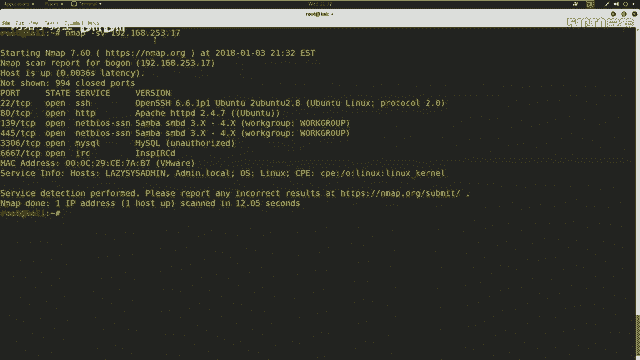 nmap -sV 192.168.253.17
Starting Nmap 7.60 ( https://nmap.org ) at 2018-01-03 21:32 EST
Nmap scan report for bogon (192.168.253.17)
Host is up (0.0036s latency).
Not shown: 994 closed ports
PORT STATE SERVICE VERSION
22/tcp open ssh OpenSSH 6.6.1p1 Ubuntu 2ubuntu2.8 (Ubuntu Linux; protocol 2.0)
80/tcp open http Apache httpd 2.4.7 ((Ubuntu))
139/tcp open netbios-ssn Samba smbd 3.X - 4.X (workgroup: WORKGROUP)
445/tcp open netbios-ssn Samba smbd 3.X - 4.X (workgroup: WORKGROUP)
3306/tcp open mysql MySQL (unauthorized)
6667/tcp open irc InspIRCd
MAC Address: 00:0C:29:CE:7A:B7 (VMware)
Service Info: Hosts: LAZYSYSADMIN, Admin.local; OS: Linux; CPE: cpe:/o:linux:linux_kernel
Service detection performed. Please report any incorrect results at https://nmap.org/submit/ .
Nmap done: 1 IP address (1 host up) scanned in 12.05 seconds
root@kali:~#